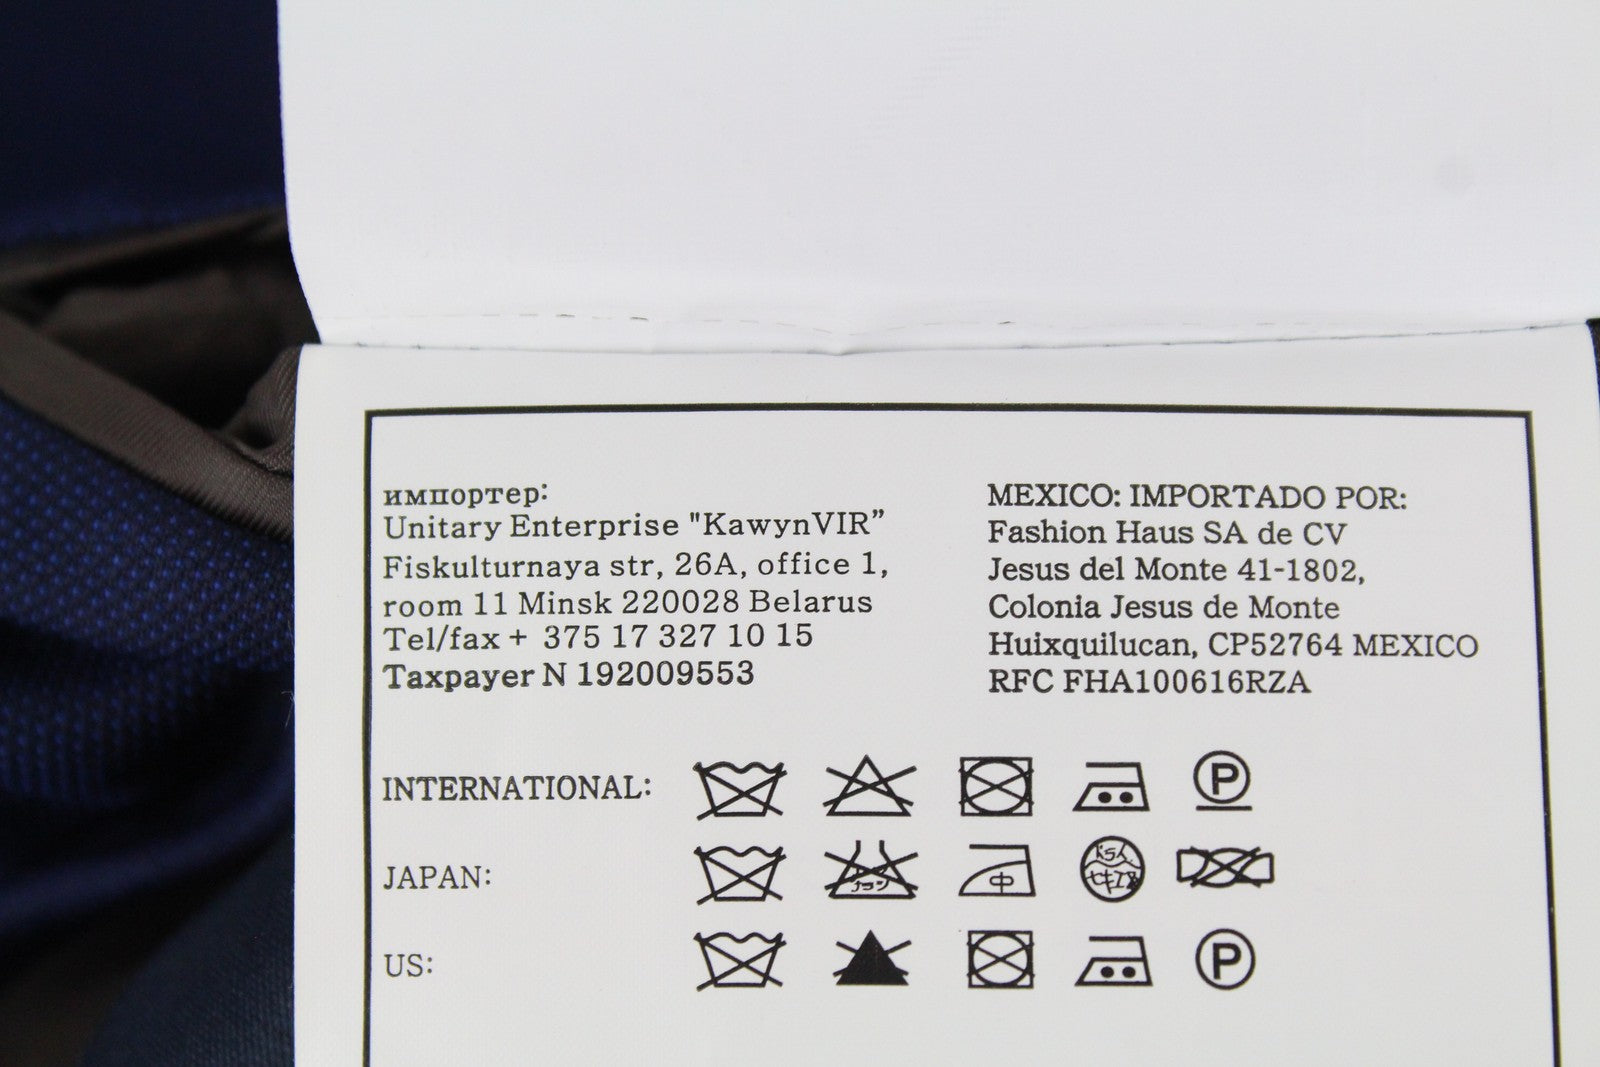 импортер:
Unitary Enterprise "KawynVIR”
Fiskulturnaya str, 26A, office 1,
room 11 Minsk 220028 Belarus
Tel/fax + 375 17 327 10 15
Taxpayer N 192009553
MEXICO: IMPORTADO POR:
Fashion Haus SA de CV
Jesus del Monte 41-1802,
Colonia Jesus de Monte
Huixquilucan, CP52764 MEXICO
RFC FHA100616RZA
INTERNATIONAL:
P
JAPAN:
中
US:
P